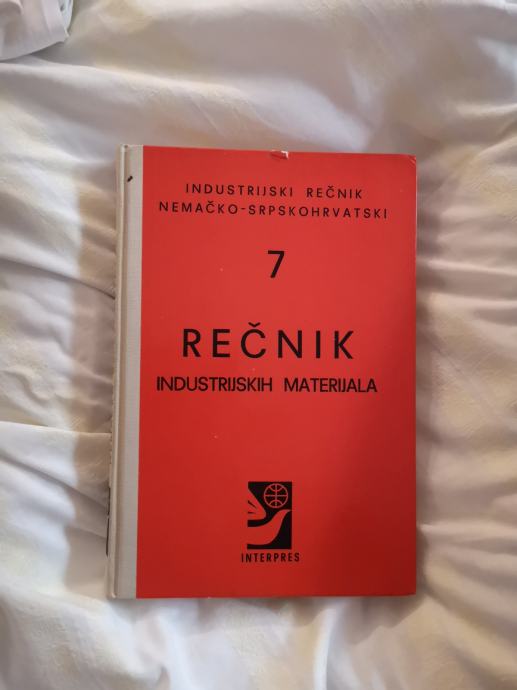 INDUSTRIJSKI REČNIK
NEMAČKO-SRPSKOHRVATSKI
7
REČNIK
INDUSTRIJSKIH MATERIJALA
INTERPRES